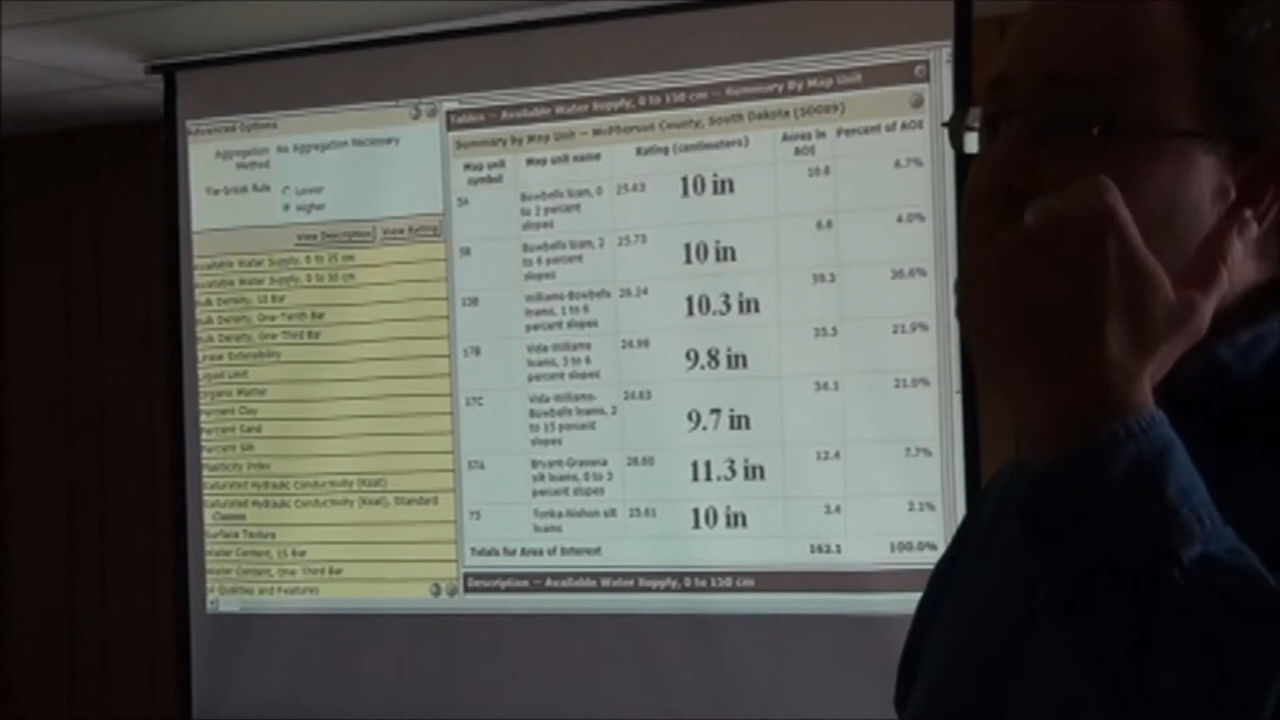 Advanced Options
Aggregation Method
No Aggregation Necessary
Tie-break Rule
Lower
Higher
View Description
View Rating
Available Water Supply, 0 to 25 cm
Available Water Supply, 0 to 50 cm
ulk Density, 15 Bar
ulk Density, One-Tenth Bar
ulk Density, One-Third Bar
Linear Extensibility
Liquid Limit
Organic Matter
Percent Clay
Percent Sand
Percent Silt
Plasticity Index
Saturated Hydraulic Conductivity (Ksat)
Saturated Hydraulic Conductivity (Ksat), Standard
Classes
Surface Texture
Water Content, 15 Bar
Water Content, One-Third Bar
Qualities and Features
Tables — Available Water Supply, 0 to 150 cm — Summary By Map Unit
Summary by Map Unit — McPherson County, South Dakota (SD089)
Map unit symbol
Map unit name
Rating (centimeters)
Acres in AOI
Percent of AOI
5A
Bowbells loam, 0
to 2 percent
slopes
25.63
10 in
10.8
6.7%
5B
Bowbells loam, 2
to 6 percent
slopes
25.73
10 in
6.4
4.0%
13B
Williams-Bowbells
loams, 1 to 6
percent slopes
26.24
10.3 in
59.3
36.6%
17B
Vida-Williams
loams, 3 to 6
percent slopes
24.99
9.8 in
35.5
21.9%
17C
Vida-Williams-
Bowbells loams, 2
to 15 percent
slopes
24.63
9.7 in
34.1
21.0%
57A
Bryant-Grassna
silt loams, 0 to 3
percent slopes
28.80
11.3 in
12.4
7.7%
75
Tonka-Nishon silt
loams
25.61
10 in
3.4
2.1%
Totals for Area of Interest
162.1
100.0%
Description — Available Water Supply, 0 to 150 cm